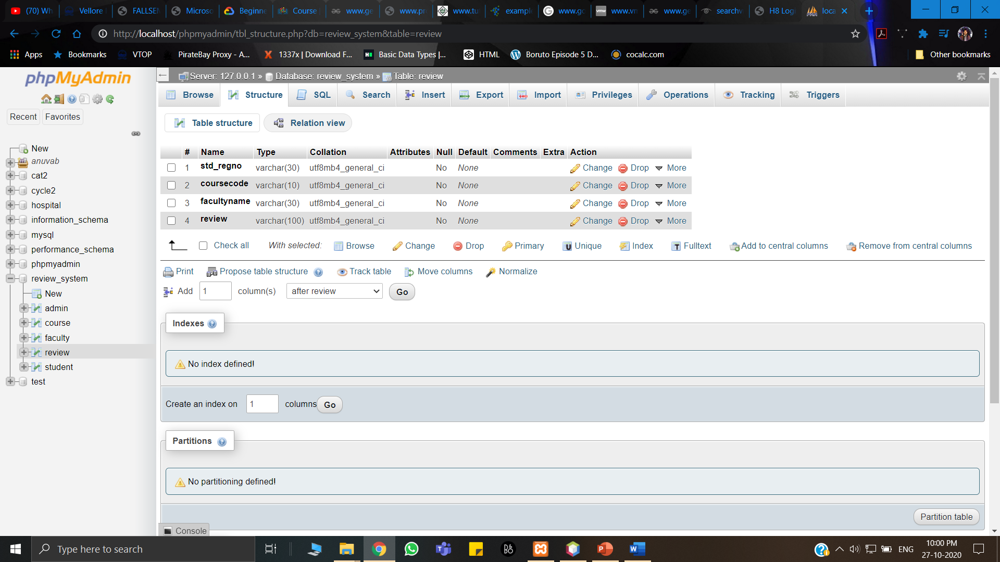 (70) Wh Vellore FALLSEM Microso Beginne Course www.ge www.pr www.tu example www.go www.vm www.ge searchv H8 Logi loca
http://localhost/phpmyadmin/tbl_structure.php?db=review_system&table=review
Apps Bookmarks VTOP PirateBay Proxy - A... 1337x | Download F... Basic Data Types |... HTML Boruto Episode 5 D... cocalc.com Other bookmarks
phpMyAdmin
Recent Favorites
New
anuvab
cat2
cycle2
hospital
information_schema
mysql
performance_schema
phpmyadmin
review_system
New
admin
course
faculty
review
student
test
Server: 127.0.0.1 » Database: review_system » Table: review
Browse Structure SQL Search Insert Export Import Privileges Operations Tracking Triggers
Table structure Relation view
# Name Type Collation Attributes Null Default Comments Extra Action
1 std_regno varchar(30) utf8mb4_general_ci No None Change Drop More
2 coursecode varchar(10) utf8mb4_general_ci No None Change Drop More
3 facultyname varchar(30) utf8mb4_general_ci No None Change Drop More
4 review varchar(100) utf8mb4_general_ci No None Change Drop More
Check all With selected: Browse Change Drop Primary Unique Index Fulltext Add to central columns Remove from central columns
Print Propose table structure Track table Move columns Normalize
Add 1 column(s) after review Go
Indexes
No index defined!
Create an index on 1 columns Go
Partitions
No partitioning defined!
Partition table
Console
Type here to search
ENG
10:00 PM
27-10-2020